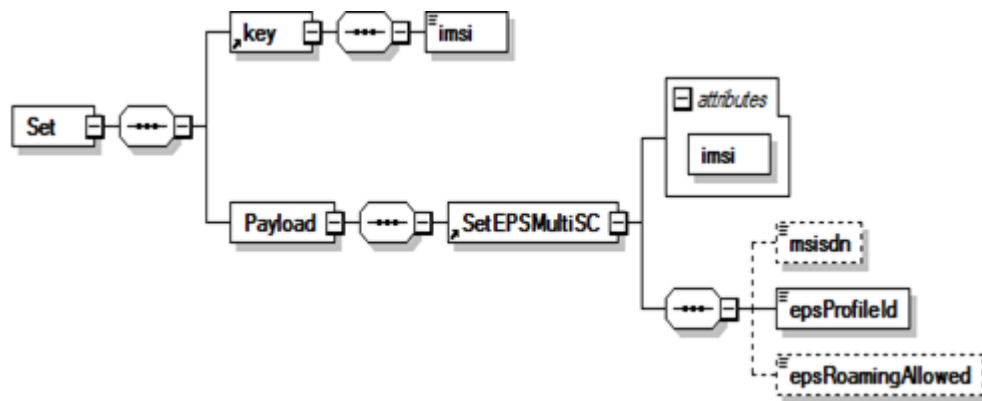 key
imsi
attributes
Set
imsi
Payload
SetEPSMultiSC
msisdn
epsProfileId
epsRoamingAllowed